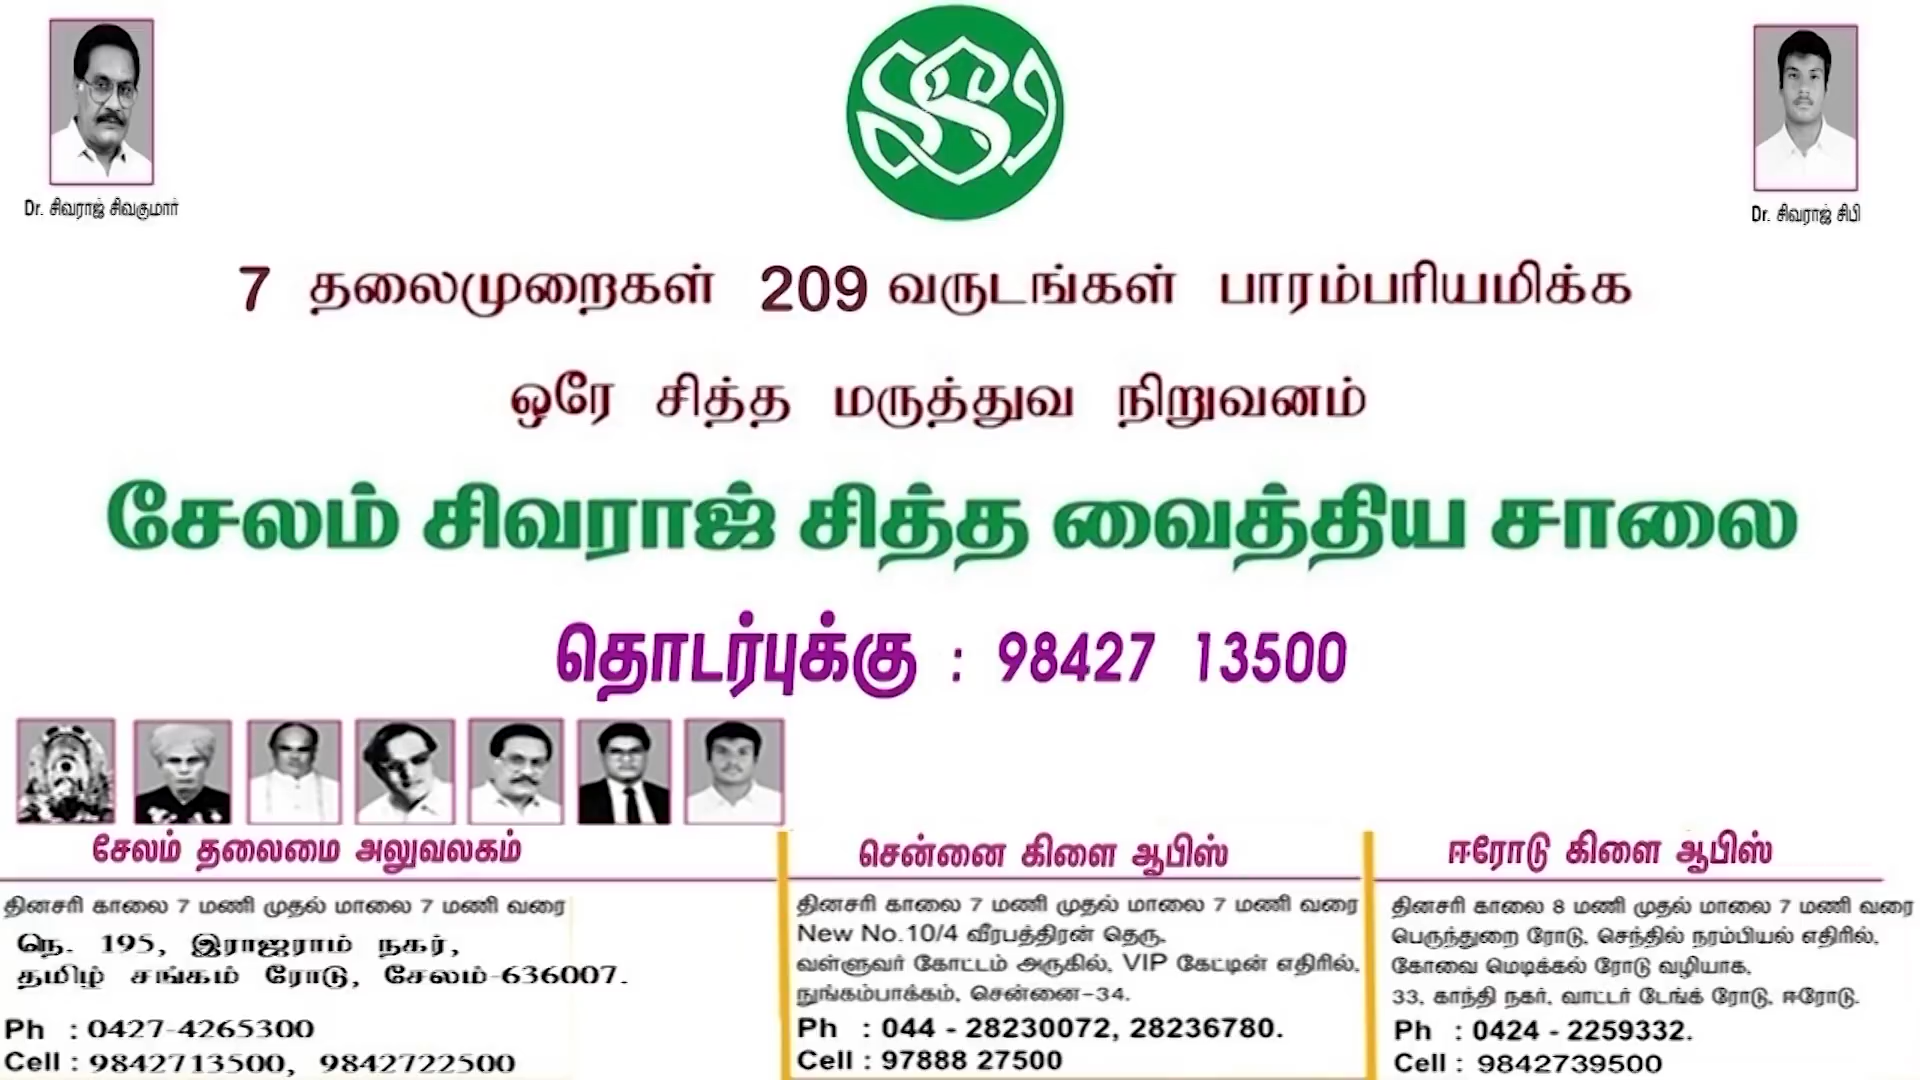 SSI
Dr. சிவராஜ் சிவகுமார்
Dr. சிவராஜ் சிபி
7 தலைமுறைகள் 209 வருடங்கள் பாரம்பரியமிக்க
ஒரே சித்த மருத்துவ நிறுவனம்
சேலம் சிவராஜ் சித்த வைத்திய சாலை
தொடர்புக்கு : 98427 13500
சேலம் தலைமை அலுவலகம்
தினசரி காலை 7 மணி முதல் மாலை 7 மணி வரை
நெ. 195, இராஜராம் நகர்,
தமிழ் சங்கம் ரோடு, சேலம்-636007.
Ph : 0427-4265300
Cell : 9842713500, 9842722500
சென்னை கிளை ஆபிஸ்
தினசரி காலை 7 மணி முதல் மாலை 7 மணி வரை
New No.10/4 வீரபத்திரன் தெரு,
வள்ளுவர் கோட்டம் அருகில், VIP கேட்டின் எதிரில்,
நுங்கம்பாக்கம், சென்னை-34.
Ph : 044 - 28230072, 28236780.
Cell : 97888 27500
ஈரோடு கிளை ஆபிஸ்
தினசரி காலை 8 மணி முதல் மாலை 7 மணி வரை
பெருந்துறை ரோடு, செந்தில் நரம்பியல் எதிரில்,
கோவை மெடிக்கல் ரோடு வழியாக,
33, காந்தி நகர், வாட்டர் டேங்க் ரோடு, ஈரோடு.
Ph : 0424 - 2259332.
Cell : 9842739500